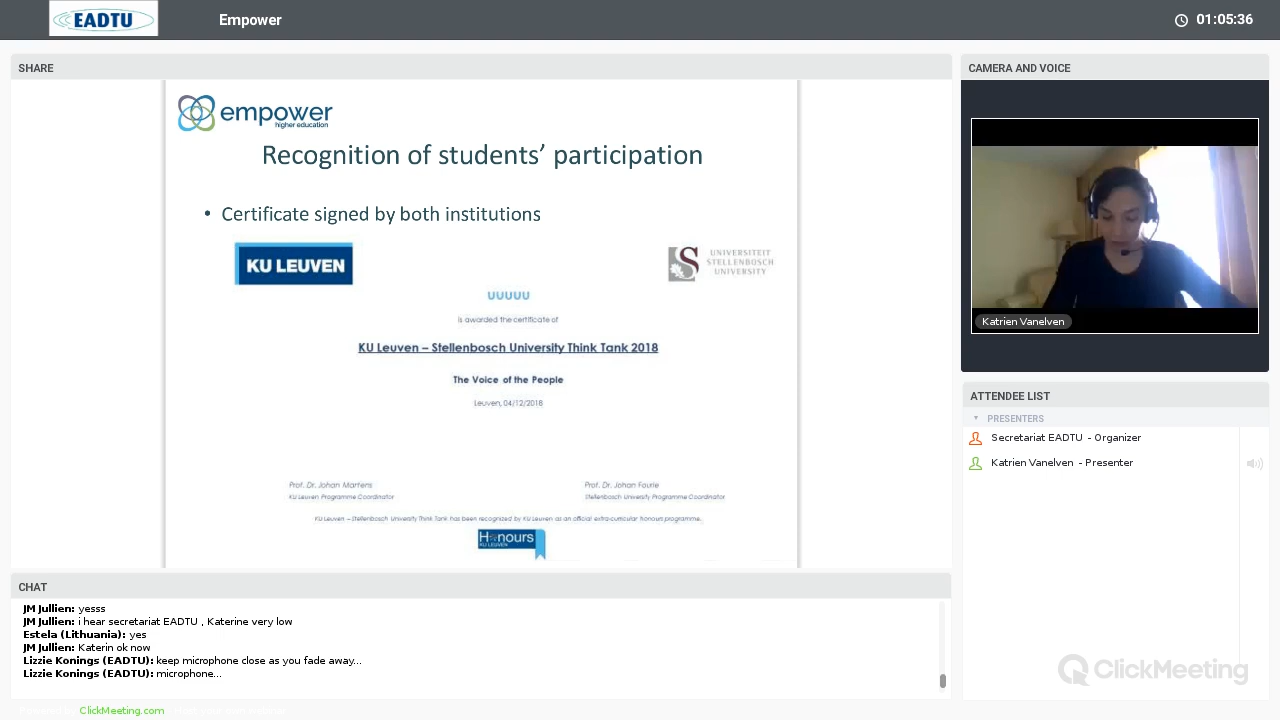 EADTU
Empower
01:05:36
SHARE
empower
higher education
Recognition of students' participation
• Certificate signed by both institutions
KU LEUVEN
UNIVERSITEIT
STELLENBOSCH
UNIVERSITY
is awarded the certificate of
KU Leuven – Stellenbosch University Think Tank 2018
The Voice of the People
Leuven, 04/12/2018
Prof. Dr. Johan Martens
KU Leuven Programme Coordinator
Prof. Dr. Johan Fourie
Stellenbosch University Programme Coordinator
KU Leuven – Stellenbosch University Think Tank has been recognized by KU Leuven as an official extra-curricular honours programme.
Honours
KU LEUVEN
CAMERA AND VOICE
Katrien Vanelven
ATTENDEE LIST
PRESENTERS
Secretariat EADTU - Organizer
Katrien Vanelven - Presenter
CHAT
JM Jullien: yesss
JM Jullien: i hear secretariat EADTU , Katerine very low
Estela (Lithuania): yes
JM Jullien: Katerin ok now
Lizzie Konings (EADTU): keep microphone close as you fade away...
Lizzie Konings (EADTU): microphone...
ClickMeeting
ClickMeeting.com